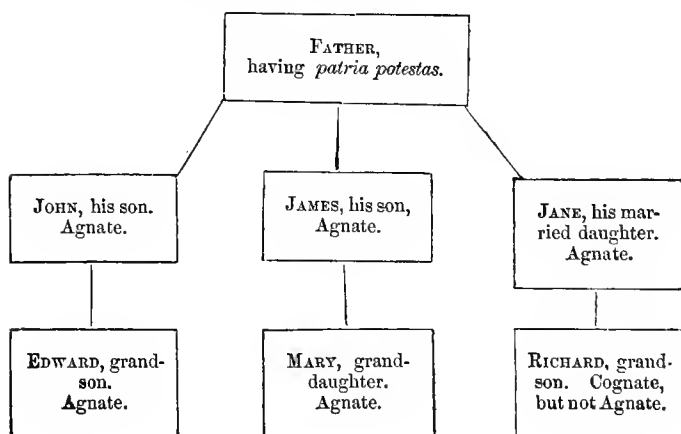 FATHER,
having patria potestas.
JOHN, his son.
Agnate.
JAMES, his son,
Agnate.
JANE, his mar-
ried daughter.
Agnate.
EDWARD, grand-
son.
Agnate.
MARY, grand-
daughter.
Agnate.
RICHARD, grand-
son. Cognate,
but not Agnate.